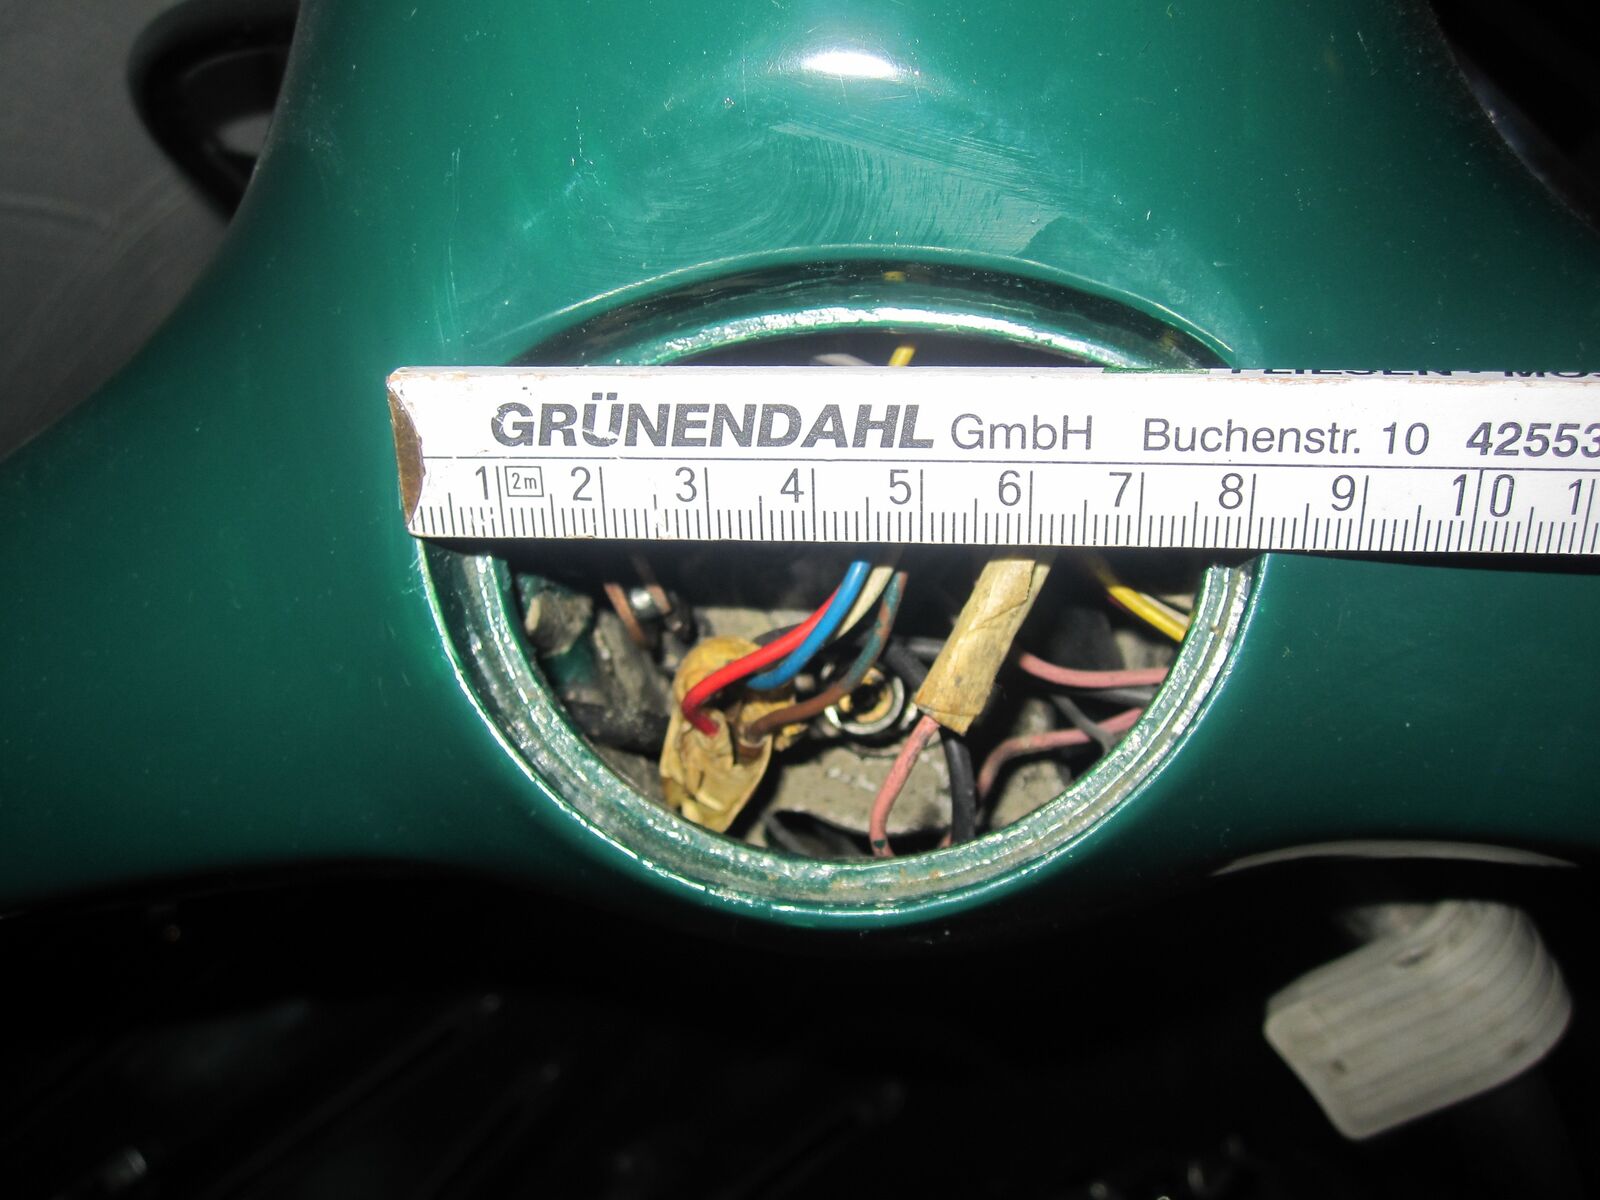 GRÜNENDAHL GmbH Buchenstr. 10 42553
1 2m 2 3 4 5 6 7 8 9 10